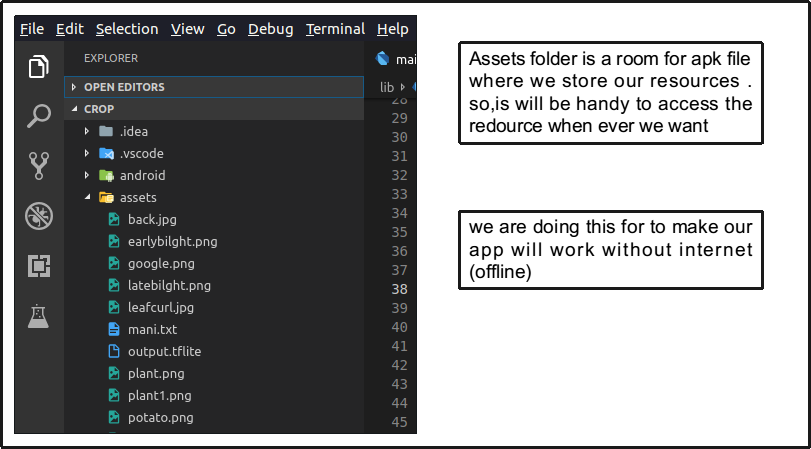 File Edit Selection View Go Debug Terminal Help
EXPLORER
mai
OPEN EDITORS
lib
CROP
28
29
.idea
30
.vscode
31
android
32
assets
33
back.jpg
34
earlybilght.png
35
google.png
36
latebilght.png
37
leafcurl.jpg
38
mani.txt
39
output.tflite
40
plant.png
41
plant1.png
42
potato.png
43
44
45
Assets folder is a room for apk file
where we store our resources .
so,is will be handy to access the
redource when ever we want
we are doing this for to make our
app will work without internet
(offline)